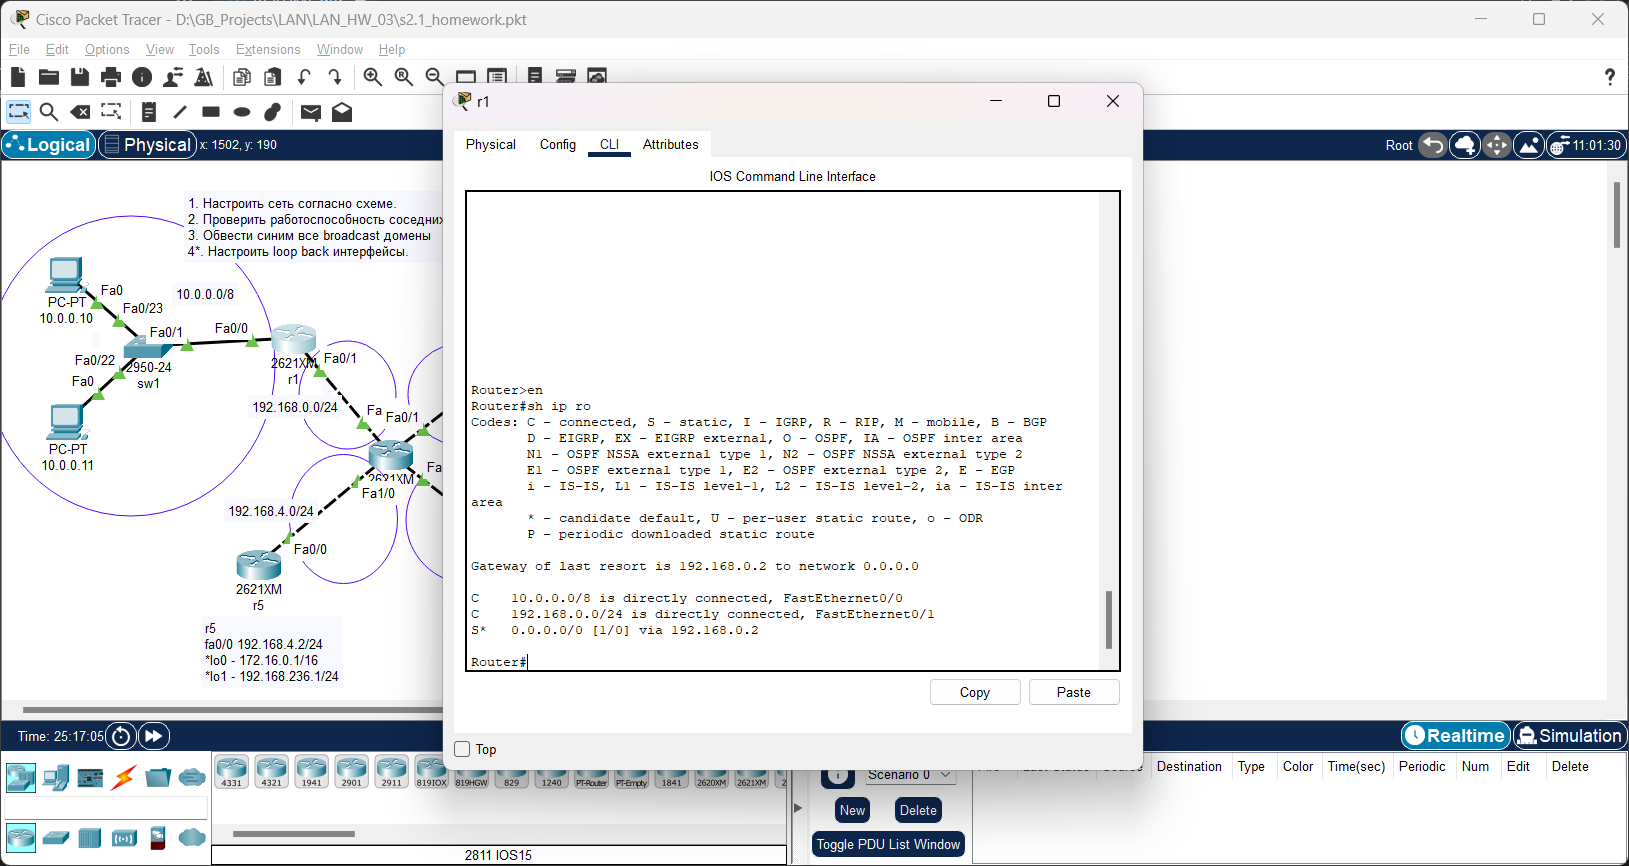 Cisco Packet Tracer - D:\GB_Projects\LAN\LAN_HW_03\s2.1_homework.pkt
File Edit Options View Tools Extensions Window Help
Logical Physical x: 1502, y: 190
Root 11:01:30
1. Настроить сеть согласно схеме.
2. Проверить работоспособность соседних
3. Обвести синим все broadcast домены
4*. Настроить loop back интерфейсы.
PC-PT
10.0.0.10
Fa0
Fa0/23
10.0.0.0/8
Fa0/1
Fa0/0
Fa0/22
2950-24
sw1
Fa0
PC-PT
10.0.0.11
2621XM
r1
Fa0/1
192.168.0.0/24
Fa
Fa0/1
2621XM
Fa
Fa1/0
192.168.4.0/24
Fa0/0
2621XM
r5
r5
fa0/0 192.168.4.2/24
*lo0 - 172.16.0.1/16
*lo1 - 192.168.236.1/24
r1
Physical Config CLI Attributes
IOS Command Line Interface
Router>en
Router#sh ip ro
Codes: C - connected, S - static, I - IGRP, R - RIP, M - mobile, B - BGP
D - EIGRP, EX - EIGRP external, O - OSPF, IA - OSPF inter area
N1 - OSPF NSSA external type 1, N2 - OSPF NSSA external type 2
E1 - OSPF external type 1, E2 - OSPF external type 2, E - EGP
i - IS-IS, L1 - IS-IS level-1, L2 - IS-IS level-2, ia - IS-IS inter
area
* - candidate default, U - per-user static route, o - ODR
P - periodic downloaded static route
Gateway of last resort is 192.168.0.2 to network 0.0.0.0
C 10.0.0.0/8 is directly connected, FastEthernet0/0
C 192.168.0.0/24 is directly connected, FastEthernet0/1
S* 0.0.0.0/0 [1/0] via 192.168.0.2
Router#
Copy Paste
Top
Time: 25:17:05
Realtime Simulation
4331 4321 1941 2901 2911 819IOX 819HGW 829 1240 PT-Router PT-Empty 1841 2620XM 2621XM 2
2811 IOS15
Scenario 0
New Delete
Toggle PDU List Window
Destination Type Color Time(sec) Periodic Num Edit Delete